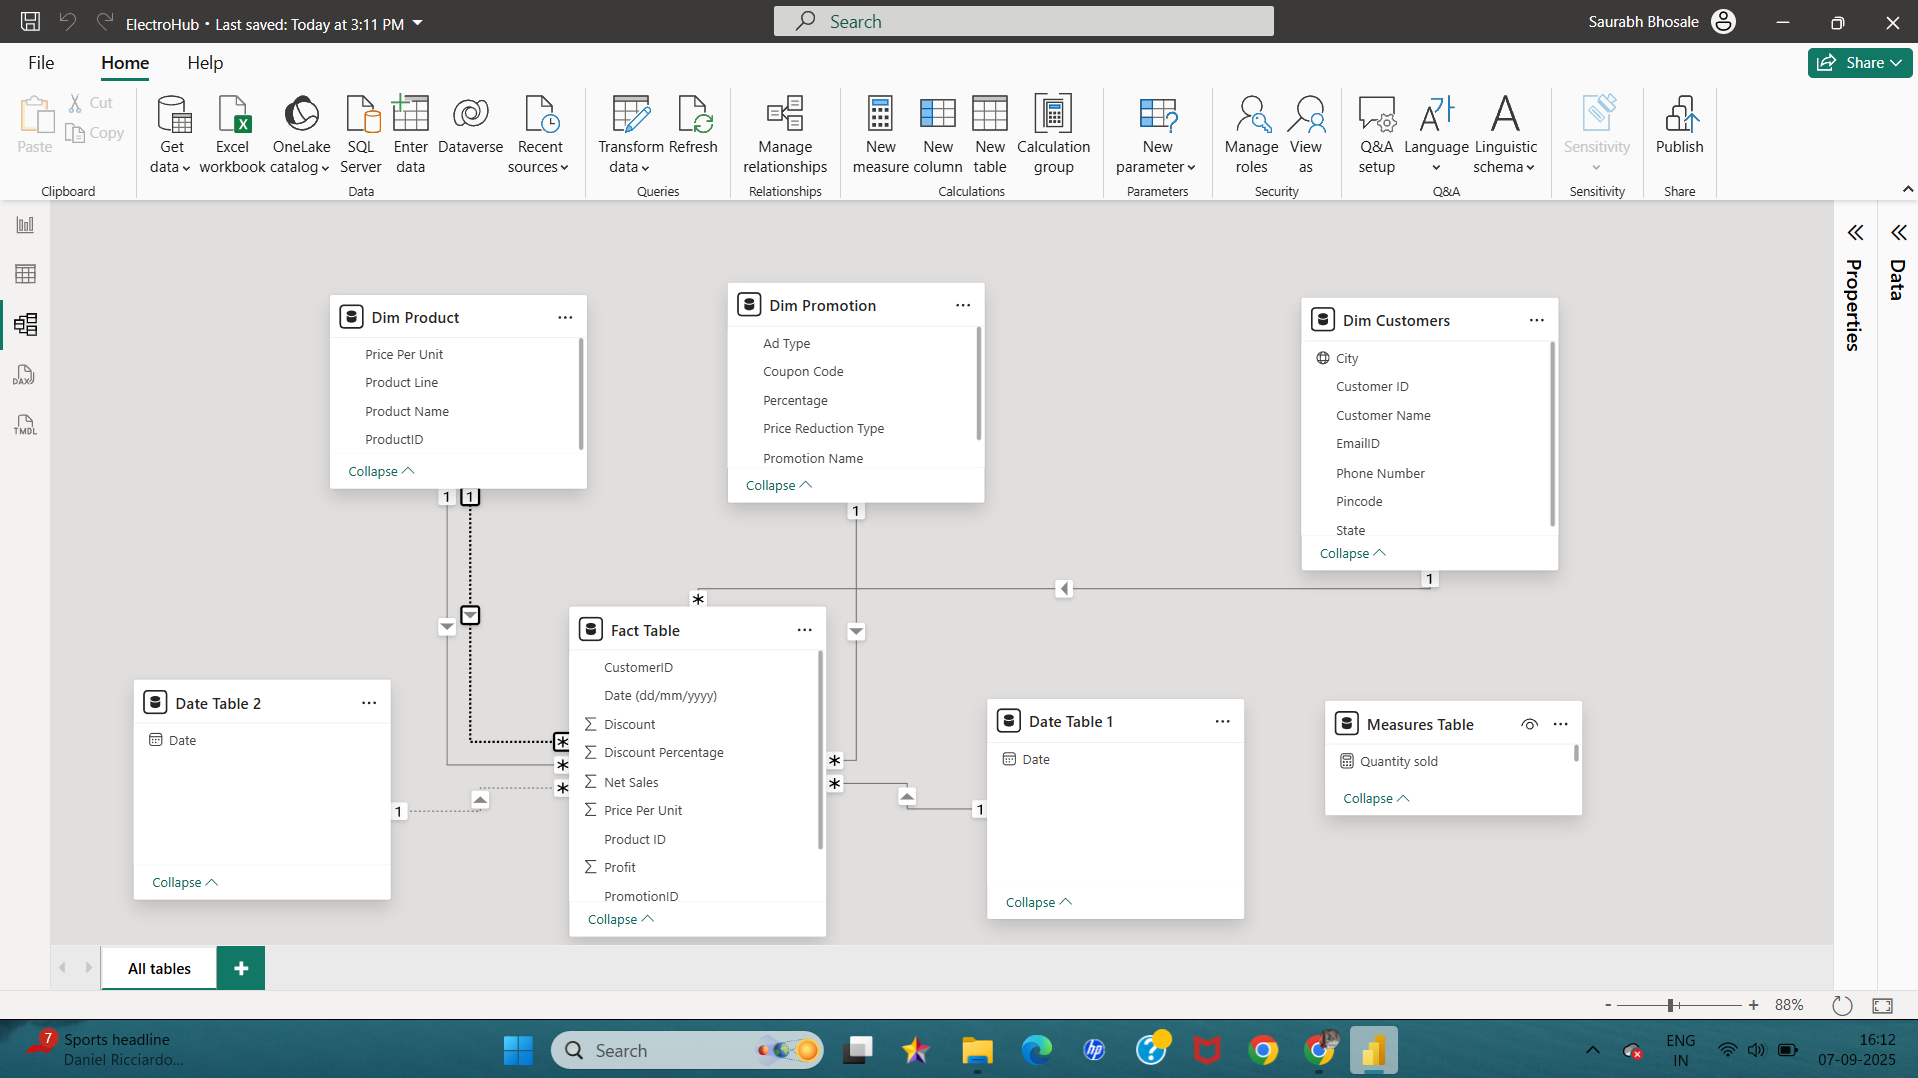 ElectroHub • Last saved: Today at 3:11 PM
Search
Saurabh Bhosale
File
Home
Help
Share
Paste
Cut
Copy
Clipboard
Get data
Excel workbook
OneLake catalog
SQL Server
Enter data
Dataverse
Recent sources
Data
Transform data
Refresh
Queries
Manage relationships
Relationships
New measure
New column
New table
Calculation group
Calculations
New parameter
Parameters
Manage roles
View as
Security
Q&A setup
Language
Linguistic schema
Q&A
Sensitivity
Sensitivity
Publish
Share
DAX
TMDL
Properties
Data
Dim Product
Price Per Unit
Product Line
Product Name
ProductID
Collapse
1
1
Dim Promotion
Ad Type
Coupon Code
Percentage
Price Reduction Type
Promotion Name
Collapse
1
Dim Customers
City
Customer ID
Customer Name
EmailID
Phone Number
Pincode
State
Collapse
1
*
Fact Table
CustomerID
Date (dd/mm/yyyy)
Discount
Discount Percentage
Net Sales
Price Per Unit
Product ID
Profit
PromotionID
Collapse
*
*
*
*
*
Date Table 2
Date
Collapse
1
Date Table 1
Date
Collapse
1
Measures Table
Quantity sold
Collapse
All tables
+
-
+
88%
7
Sports headline
Daniel Ricciardo...
Search
hp
ENG
IN
16:12
07-09-2025